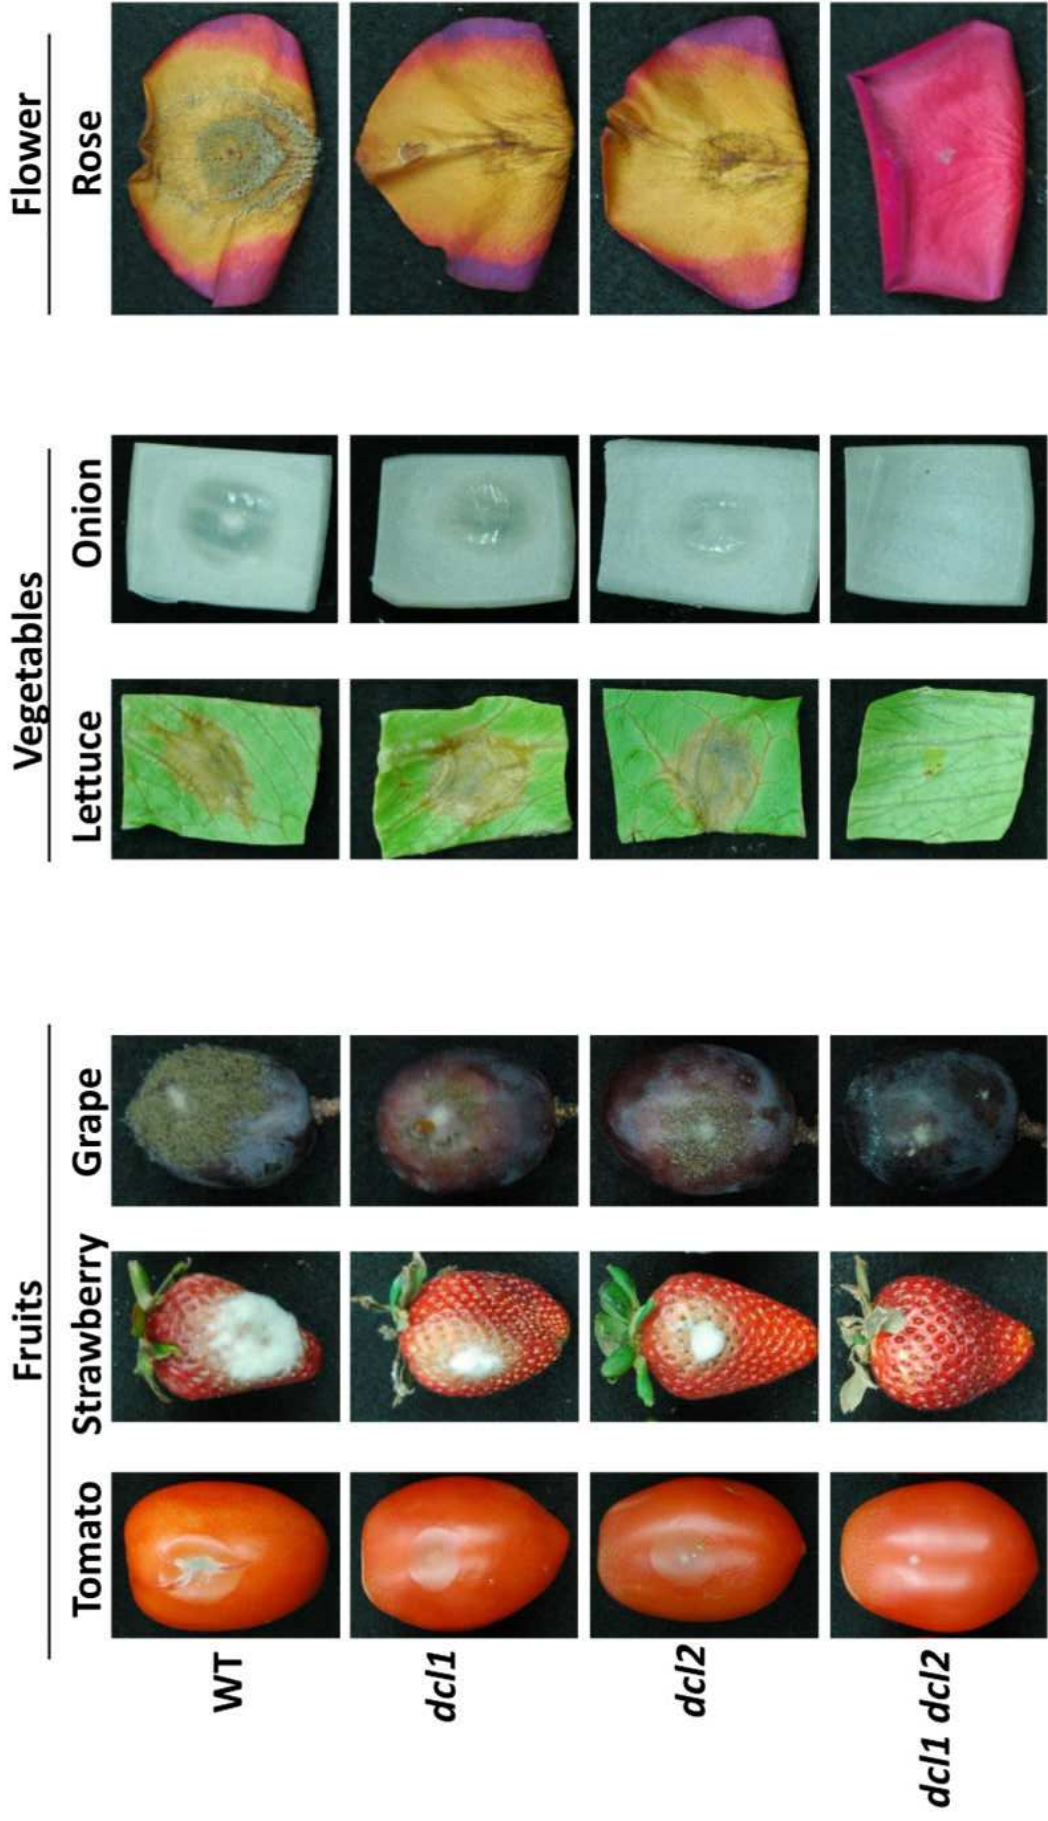 Fruits
Vegetables
Flower
Tomato
Strawberry
Grape
Lettuce
Onion
Rose
WT
dcl1
dcl2
dcl1 dcl2